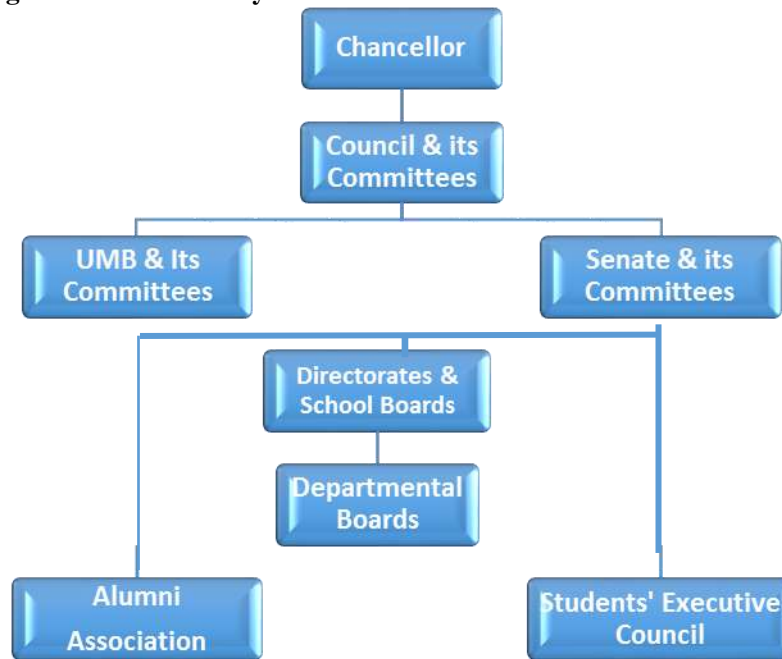 Chancellor
Council & its
Committees
UMB & Its
Committees
Senate & its
Committees
Directorates &
School Boards
Departmental
Boards
Alumni
Association
Students' Executive
Council